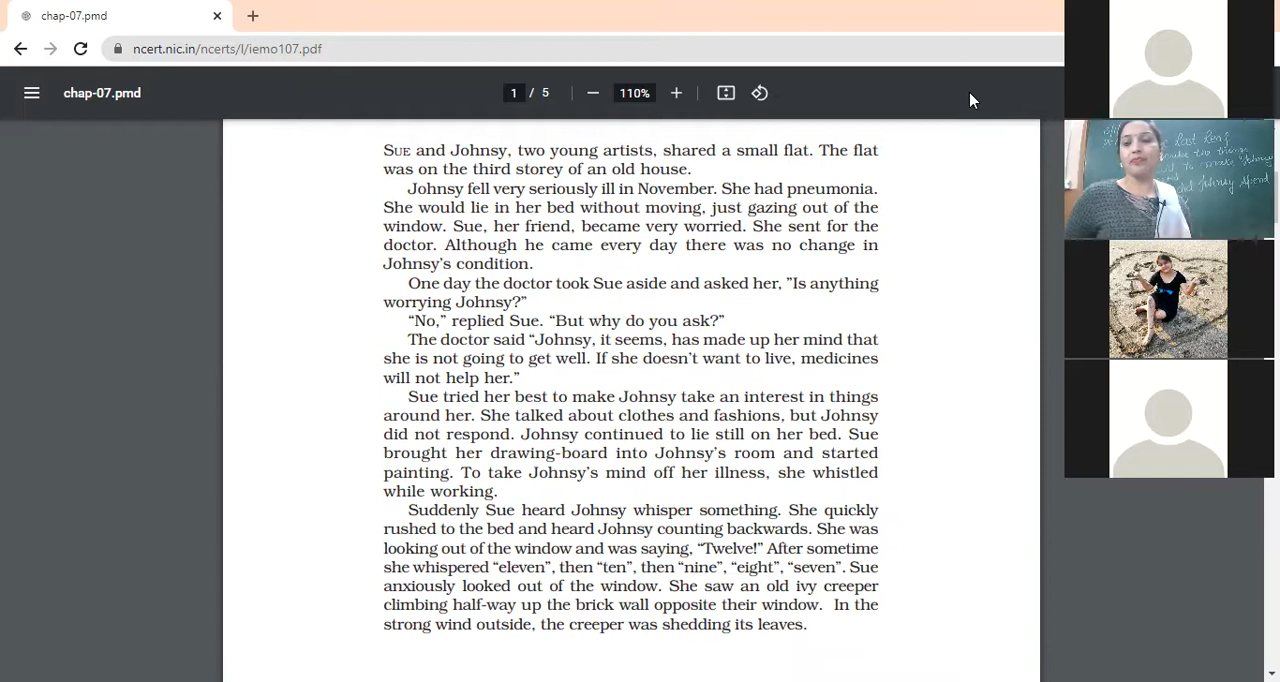 chap-07.pmd
ncert.nic.in/ncerts/l/iemo107.pdf
chap-07.pmd
1 / 5
110%
SUE and Johnsy, two young artists, shared a small flat. The flat
was on the third storey of an old house.
Johnsy fell very seriously ill in November. She had pneumonia.
She would lie in her bed without moving, just gazing out of the
window. Sue, her friend, became very worried. She sent for the
doctor. Although he came every day there was no change in
Johnsy's condition.
One day the doctor took Sue aside and asked her, ”Is anything
worrying Johnsy?”
“No,” replied Sue. “But why do you ask?”
The doctor said “Johnsy, it seems, has made up her mind that
she is not going to get well. If she doesn't want to live, medicines
will not help her.”
Sue tried her best to make Johnsy take an interest in things
around her. She talked about clothes and fashions, but Johnsy
did not respond. Johnsy continued to lie still on her bed. Sue
brought her drawing-board into Johnsy's room and started
painting. To take Johnsy's mind off her illness, she whistled
while working.
Suddenly Sue heard Johnsy whisper something. She quickly
rushed to the bed and heard Johnsy counting backwards. She was
looking out of the window and was saying, “Twelve!” After sometime
she whispered “eleven”, then “ten”, then “nine”, “eight”, “seven”. Sue
anxiously looked out of the window. She saw an old ivy creeper
climbing half-way up the brick wall opposite their window. In the
strong wind outside, the creeper was shedding its leaves.
last
two things
to make Johnsy
Johnsy spend